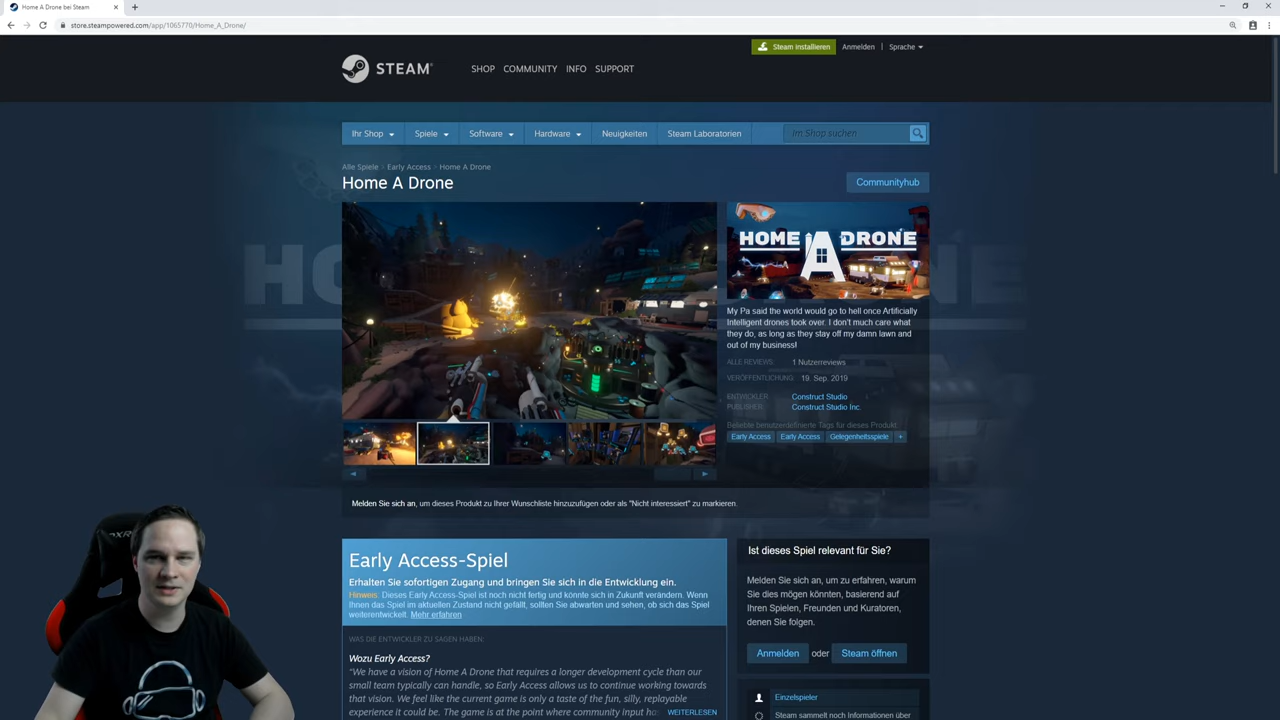 Home A Drone bei Steam
store.steampowered.com/app/1065770/Home_A_Drone/
Steam installieren
Anmelden
Sprache
STEAM
SHOP
COMMUNITY
INFO
SUPPORT
Ihr Shop
Spiele
Software
Hardware
Neuigkeiten
Steam Laboratorien
Im Shop suchen
Alle Spiele > Early Access > Home A Drone
Home A Drone
Communityhub
HOME A DRONE
My Pa said the world would go to hell once Artificially
Intelligent drones took over. I don't much care what
they do, as long as they stay off my damn lawn and
out of my business!
ALLE REVIEWS: 1 Nutzerreviews
VERÖFFENTLICHUNG: 19. Sep. 2019
ENTWICKLER: Construct Studio
PUBLISHER: Construct Studio Inc.
Beliebte benutzerdefinierte Tags für dieses Produkt:
Early Access
Early Access
Gelegenheitsspiele
+
Melden Sie sich an, um dieses Produkt zu Ihrer Wunschliste hinzuzufügen oder als "Nicht interessiert" zu markieren.
Early Access-Spiel
Erhalten Sie sofortigen Zugang und bringen Sie sich in die Entwicklung ein.
Hinweis: Dieses Early Access-Spiel ist noch nicht fertig und könnte sich in Zukunft verändern. Wenn
Ihnen das Spiel im aktuellen Zustand nicht gefällt, sollten Sie abwarten und sehen, ob sich das Spiel
weiterentwickelt. Mehr erfahren
WAS DIE ENTWICKLER ZU SAGEN HABEN:
Wozu Early Access?
"We have a vision of Home A Drone that requires a longer development cycle than our
small team typically can handle, so Early Access allows us to continue working towards
that vision. We feel like the current game is only a taste of the fun, silly, replayable
experience it could be. The game is at the point where community input
WEITERLESEN
Ist dieses Spiel relevant für Sie?
Melden Sie sich an, um zu erfahren, warum
Sie dies mögen könnten, basierend auf
Ihren Spielen, Freunden und Kuratoren,
denen Sie folgen.
Anmelden oder Steam öffnen
Einzelspieler
Steam sammelt noch Informationen über